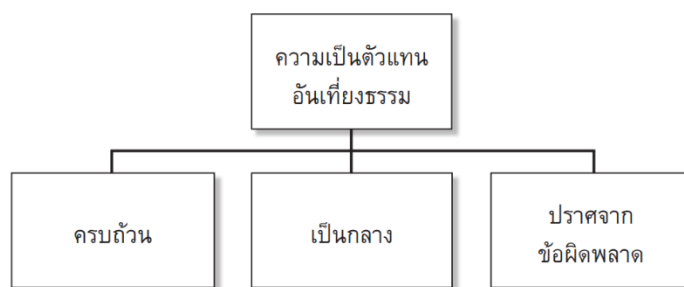 ความเป็นตัวแทน
อันเที่ยงธรรม
ครบถ้วน
เป็นกลาง
ปราศจาก
ข้อผิดพลาด